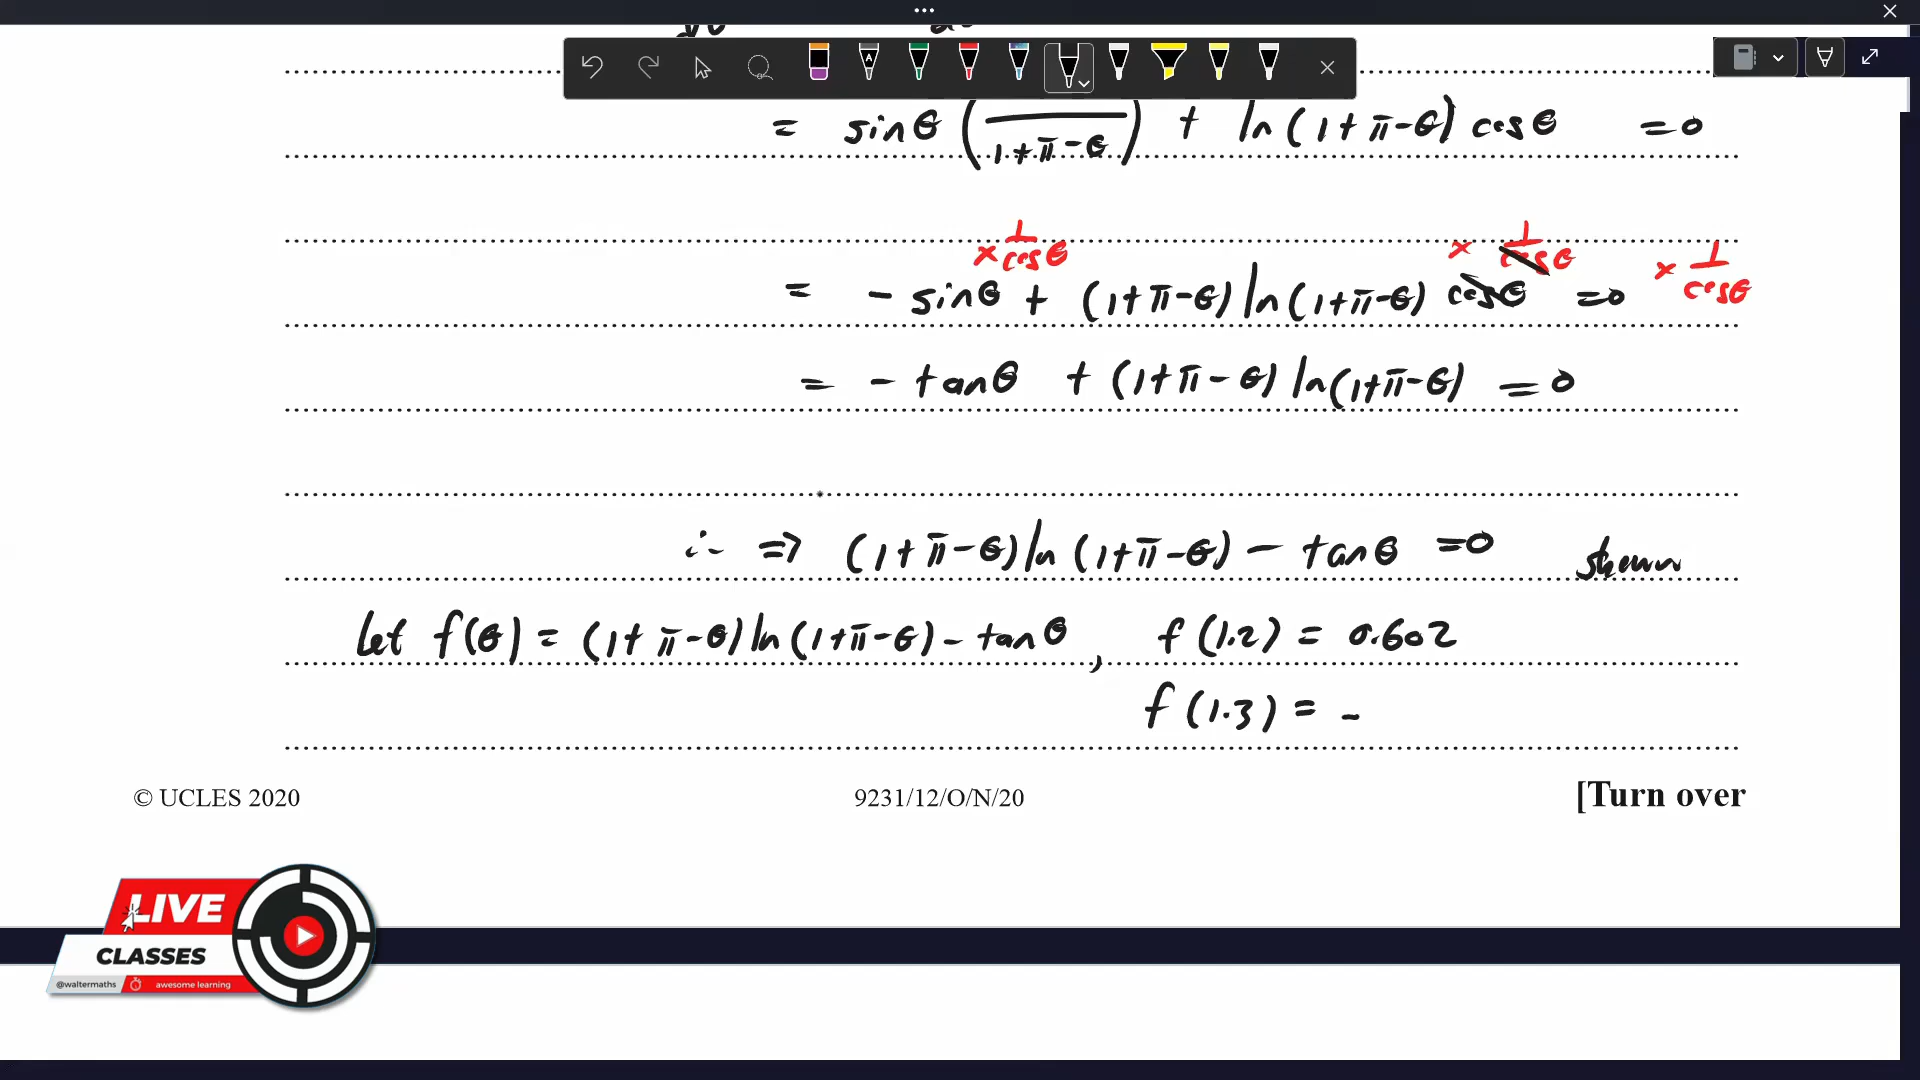 = sinθ (/1+π-θ) + ln(1+π-θ) cosθ =0
× 1/cosθ × 1/cosθ × 1/cosθ
= - sinθ + (1+π-θ) ln(1+π-θ) cosθ =0
= - tanθ + (1+π-θ) ln(1+π-θ) =0
∴ ⇒ (1+π-θ) ln(1+π-θ) - tanθ =0 shown
let f(θ) = (1+π-θ) ln(1+π-θ) - tanθ , f(1.2) = 0.602
f(1.3) = -
© UCLES 2020 9231/12/O/N/20 [Turn over
LIVE
CLASSES
@waltermaths awesome learning